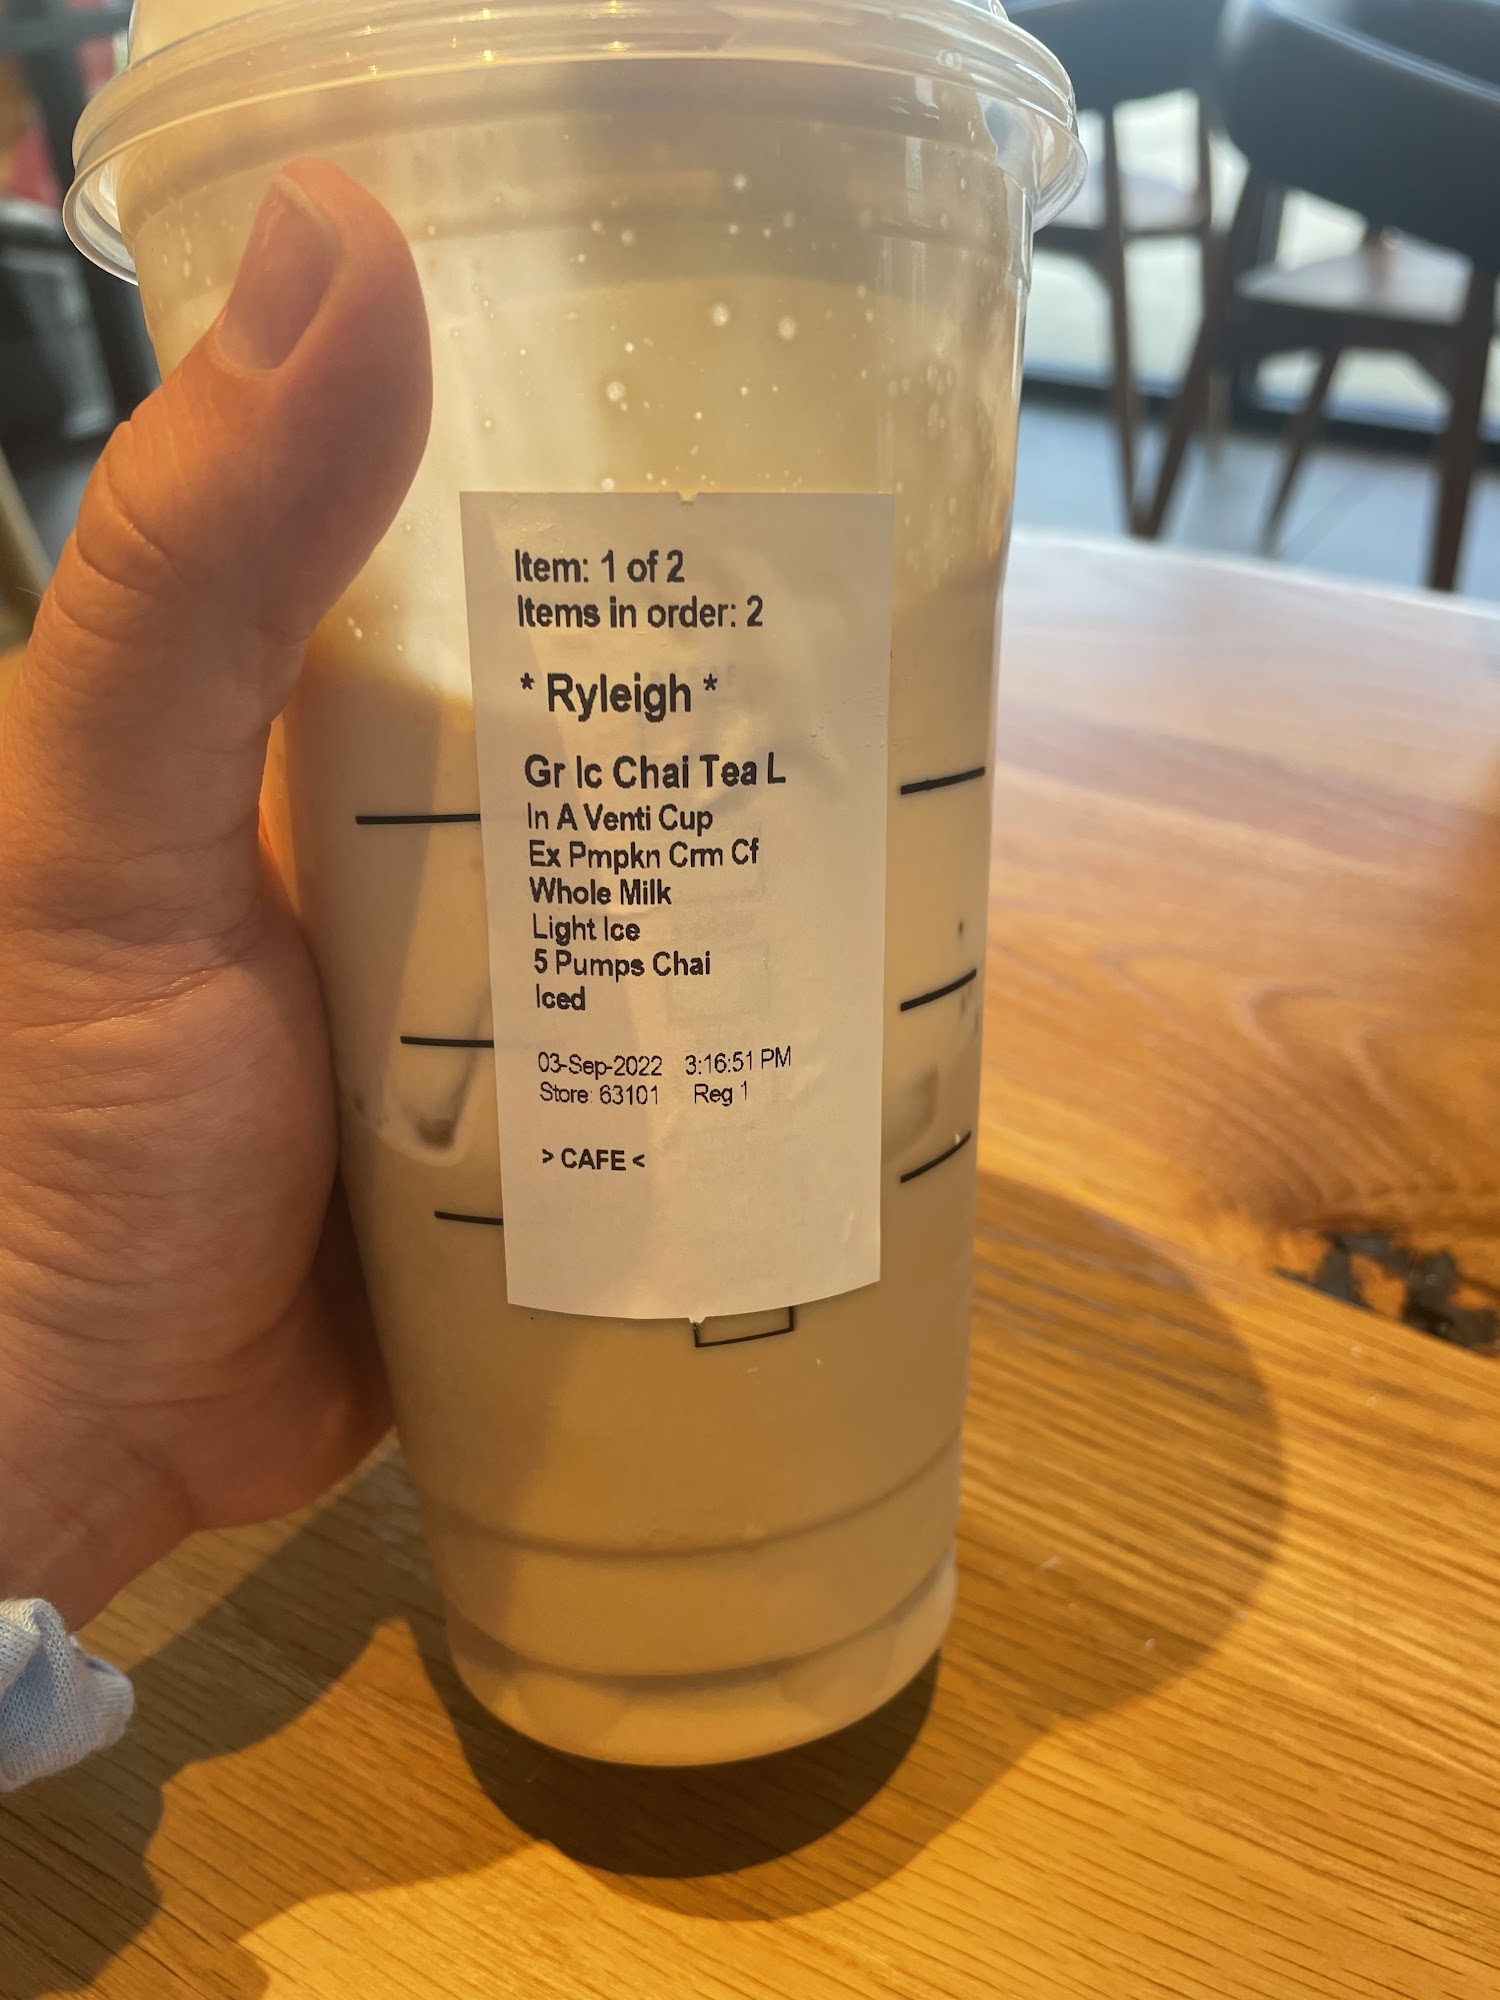 Item: 1 of 2
Items in order: 2
* Ryleigh *
Gr Ic Chai Tea L
In A Venti Cup
Ex Pmpkn Crm Cf
Whole Milk
Light Ice
5 Pumps Chai
Iced
03-Sep-2022 3:16:51 PM
Store: 63101 Reg 1
> CAFE <